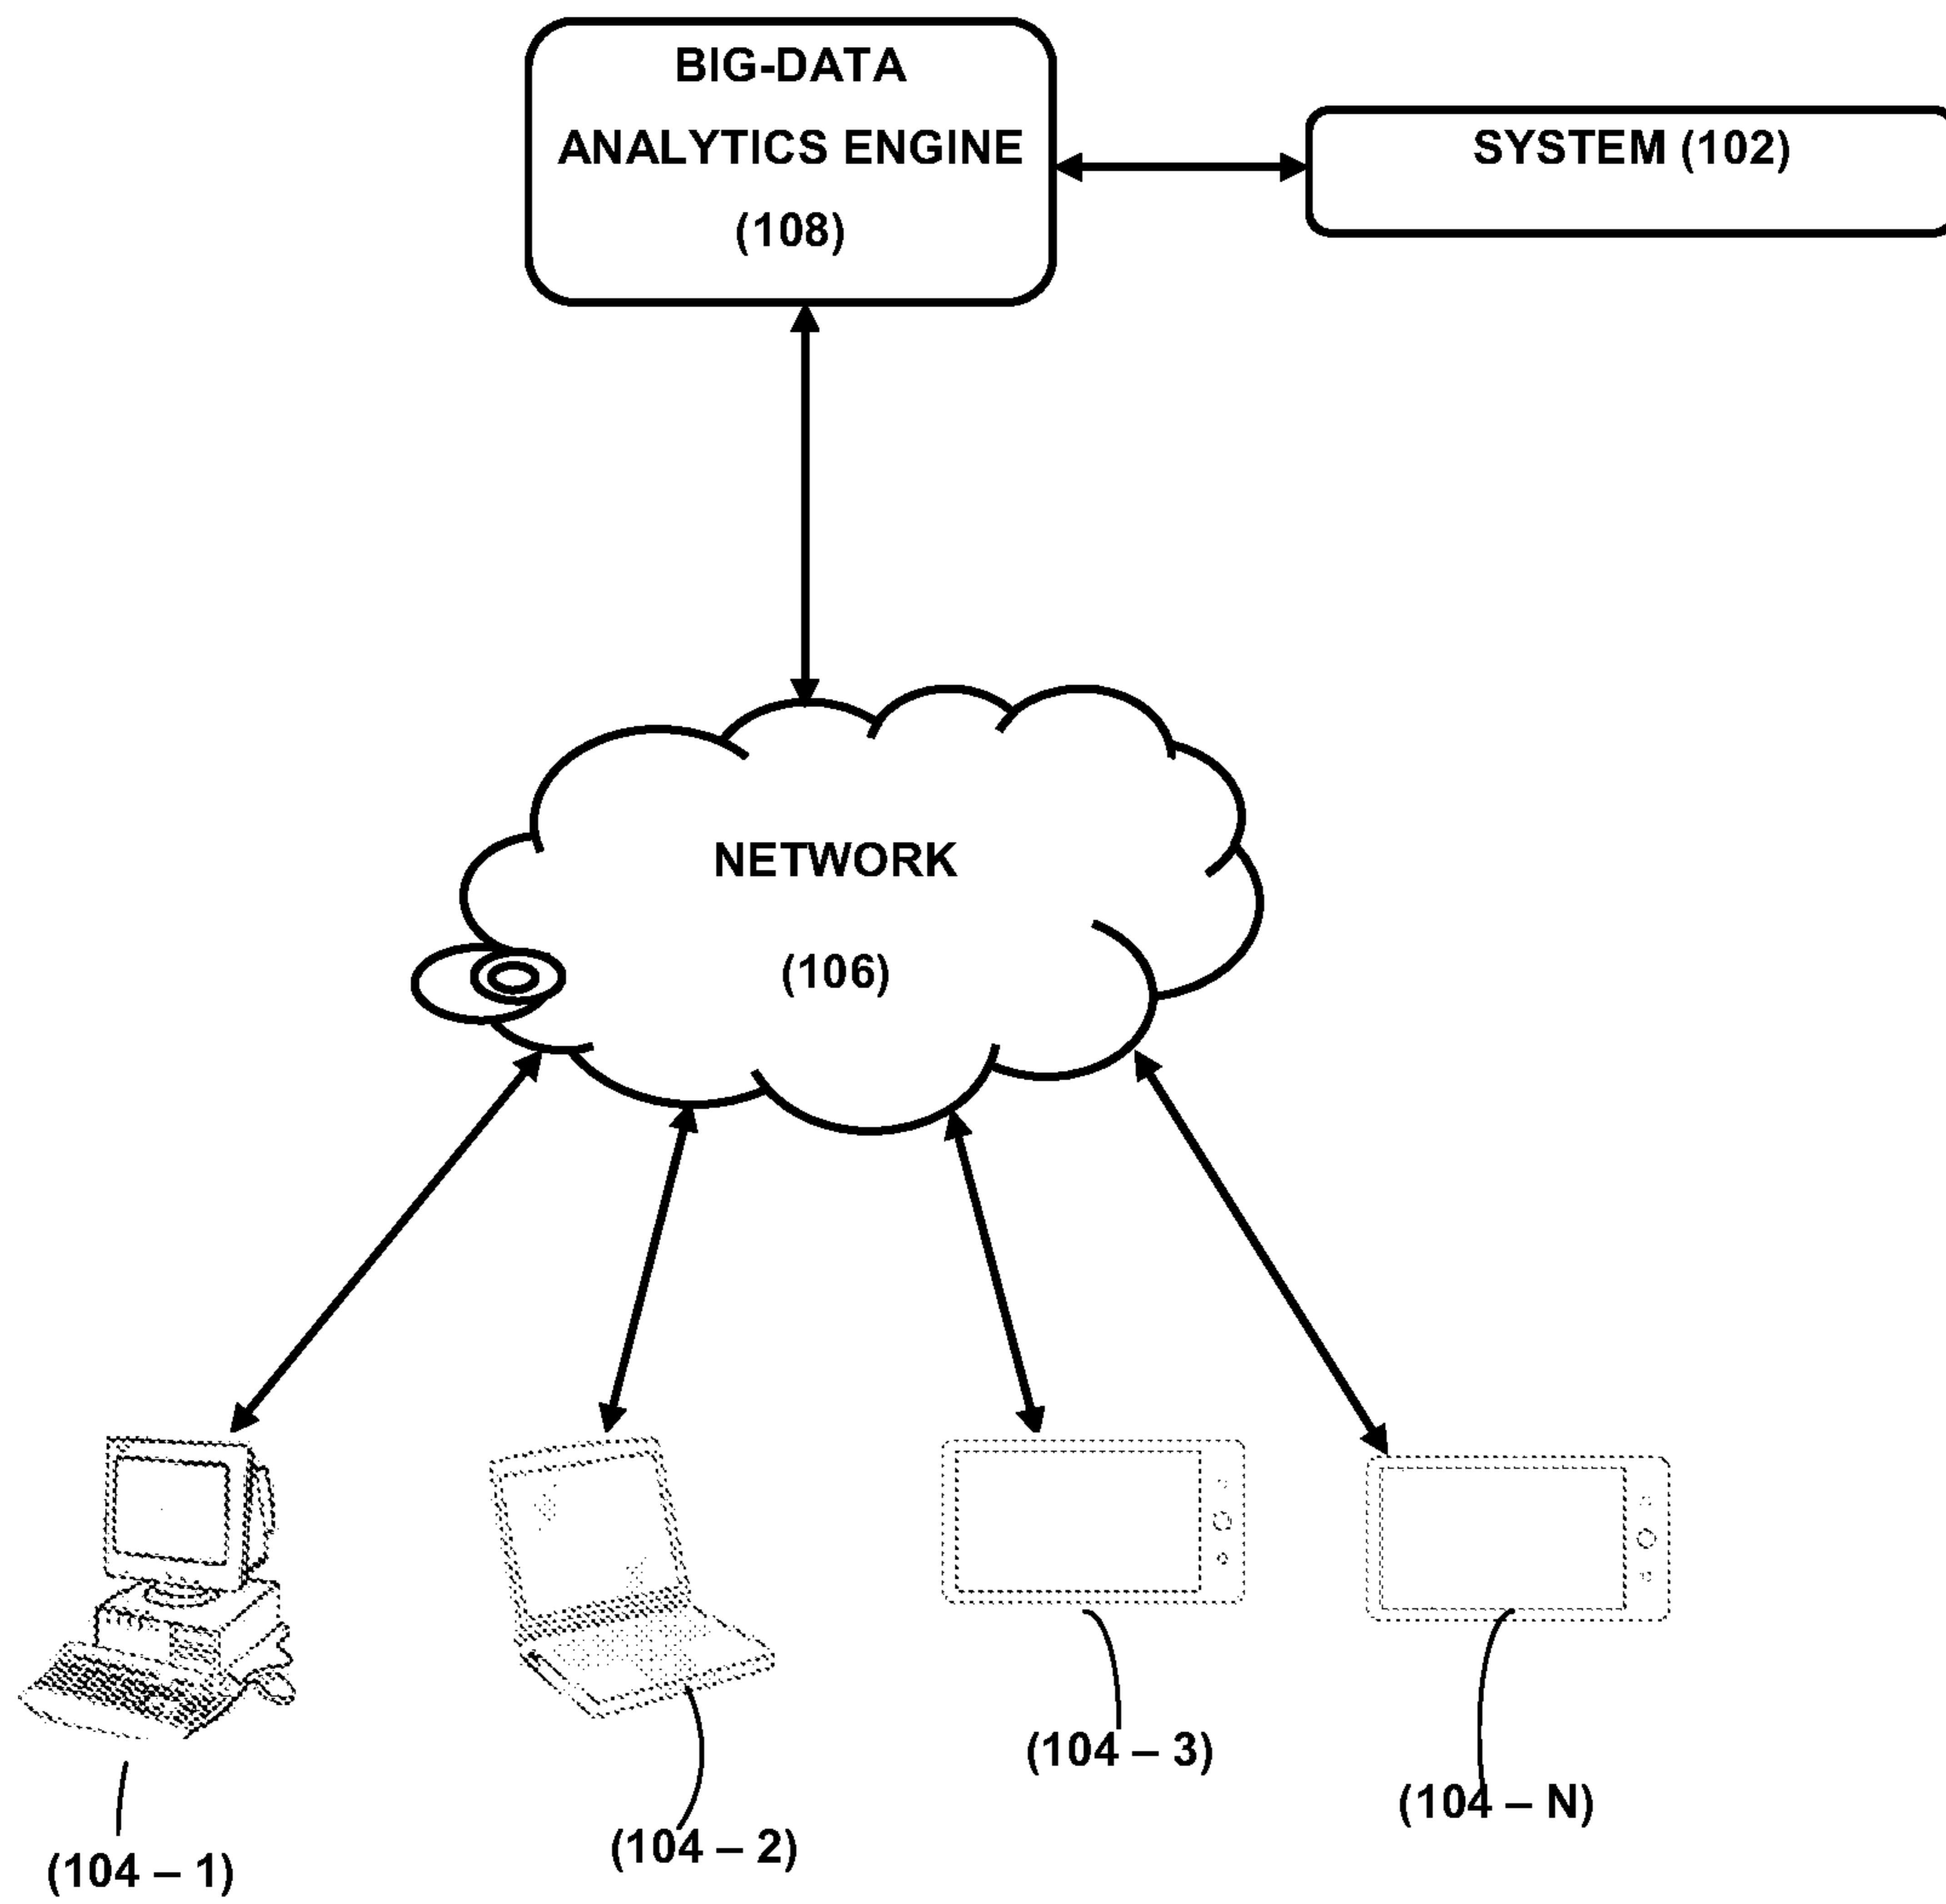 BIG-DATA
ANALYTICS ENGINE
(108)
SYSTEM (102)
NETWORK
(106)
(104 – 1)
(104 – 2)
(104 – 3)
(104 – N)